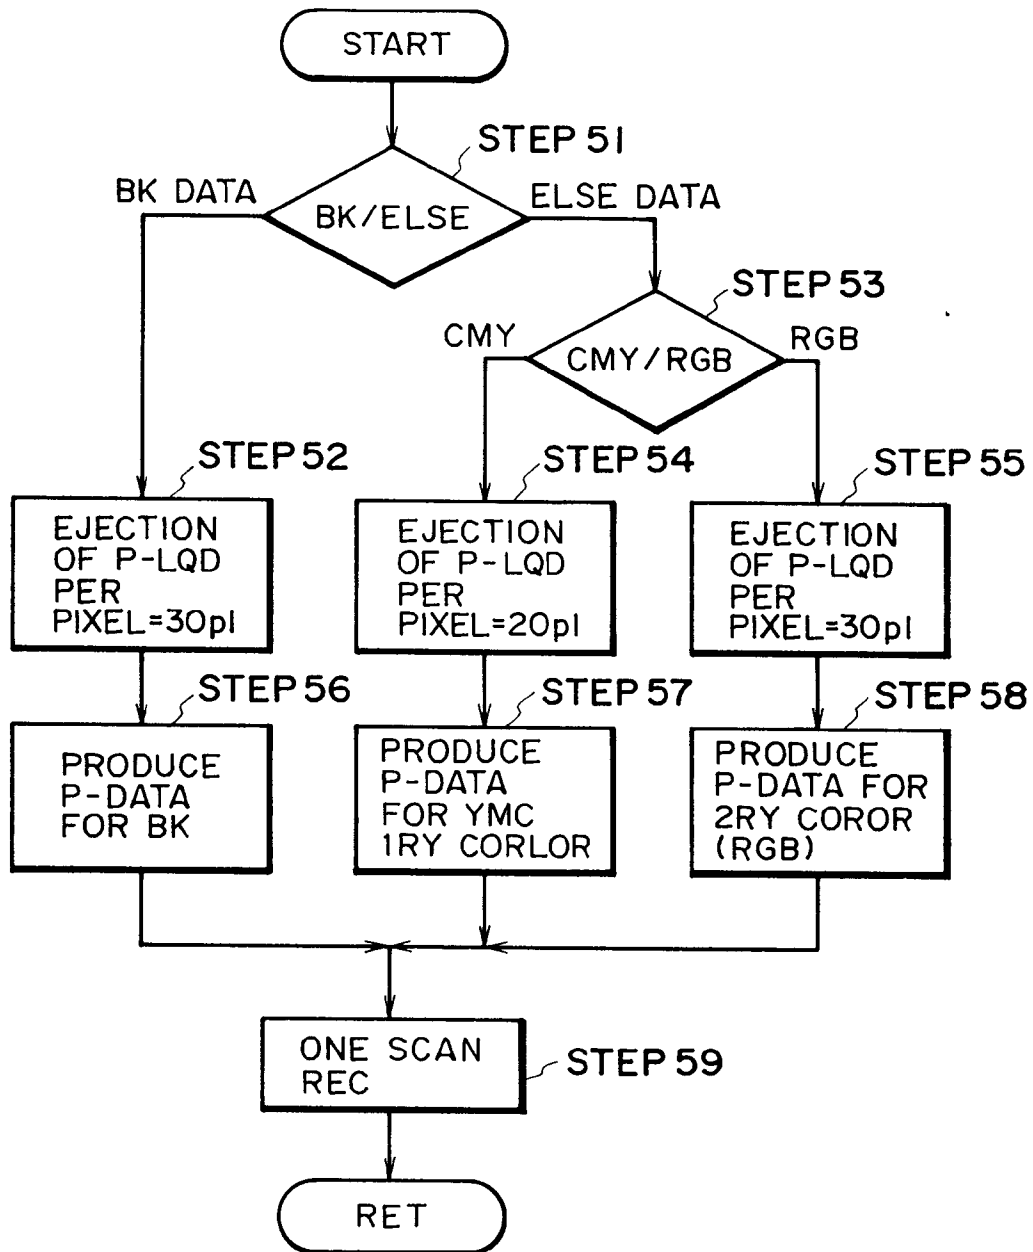 START
STEP 51
BK DATA
BK/ELSE
ELSE DATA
STEP 53
CMY
CMY/RGB
RGB
STEP 52
EJECTION
OF P-LQD
PER
PIXEL=30pl
STEP 54
EJECTION
OF P-LQD
PER
PIXEL=20pl
STEP 55
EJECTION
OF P-LQD
PER
PIXEL=30pl
STEP 56
PRODUCE
P-DATA
FOR BK
STEP 57
PRODUCE
P-DATA
FOR YMC
1RY CORLOR
STEP 58
PRODUCE
P-DATA FOR
2RY COROR
(RGB)
ONE SCAN
REC
STEP 59
RET